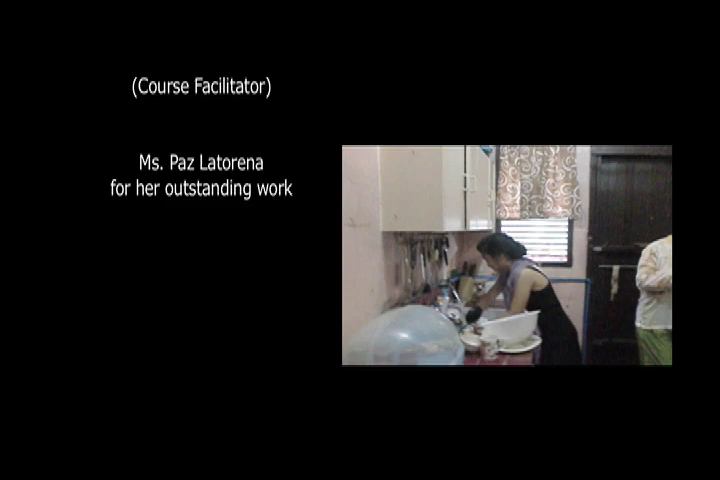 (Course Facilitator)
Ms. Paz Latorena
for her outstanding work